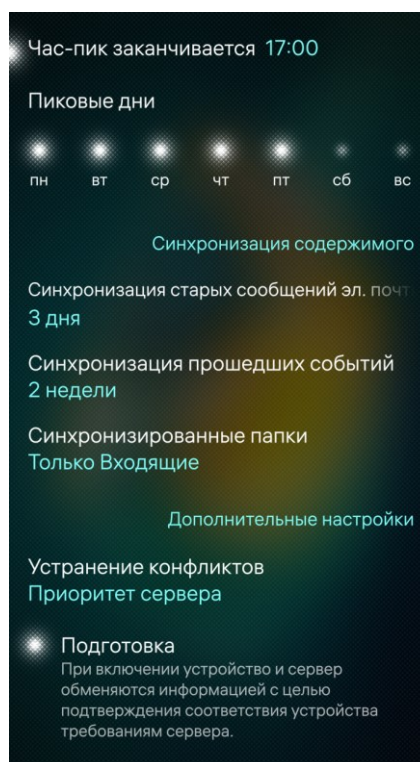 Час-пик заканчивается 17:00
Пиковые дни
пн вт ср чт пт сб вс
Синхронизация содержимого
Синхронизация старых сообщений эл. почт
3 дня
Синхронизация прошедших событий
2 недели
Синхронизированные папки
Только Входящие
Дополнительные настройки
Устранение конфликтов
Приоритет сервера
Подготовка
При включении устройство и сервер
обмениваются информацией с целью
подтверждения соответствия устройства
требованиям сервера.